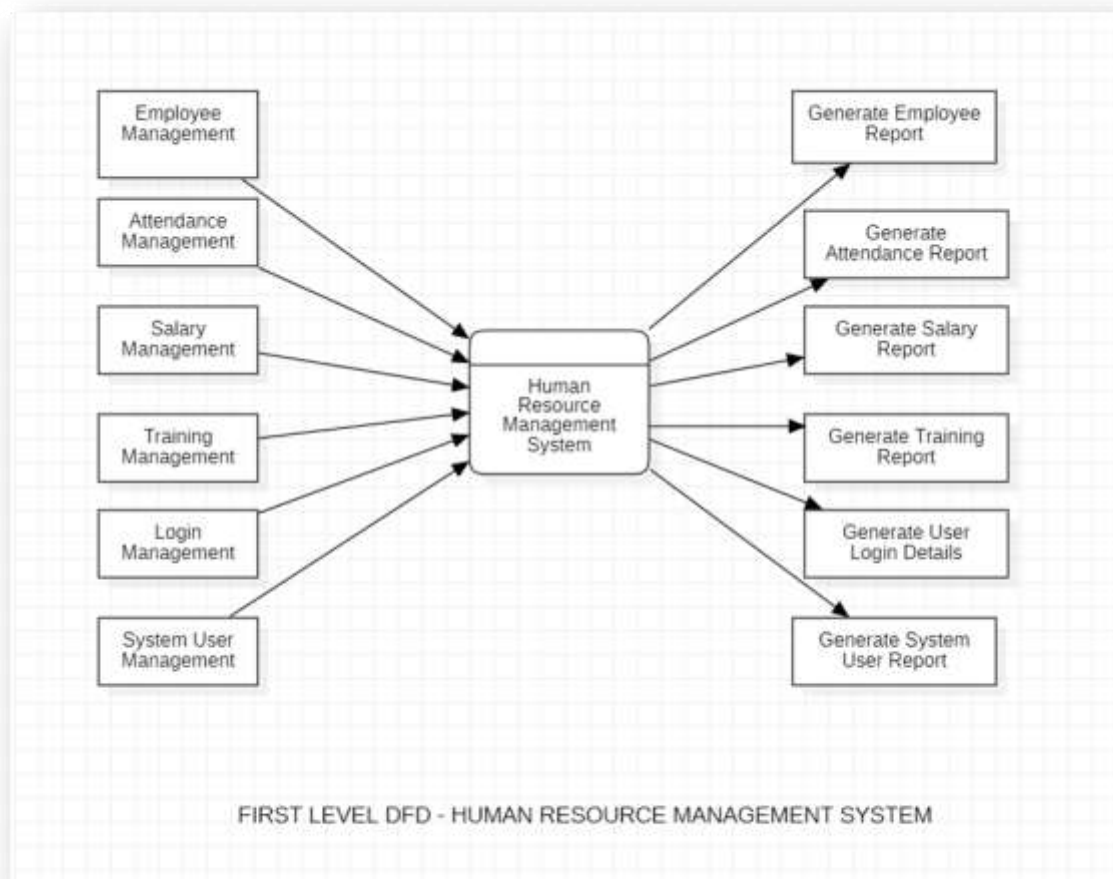 Employee
Management
Attendance
Management
Salary
Management
Training
Management
Login
Management
System User
Management
Human
Resource
Management
System
Generate Employee
Report
Generate
Attendance Report
Generate Salary
Report
Generate Training
Report
Generate User
Login Details
Generate System
User Report
FIRST LEVEL DFD - HUMAN RESOURCE MANAGEMENT SYSTEM